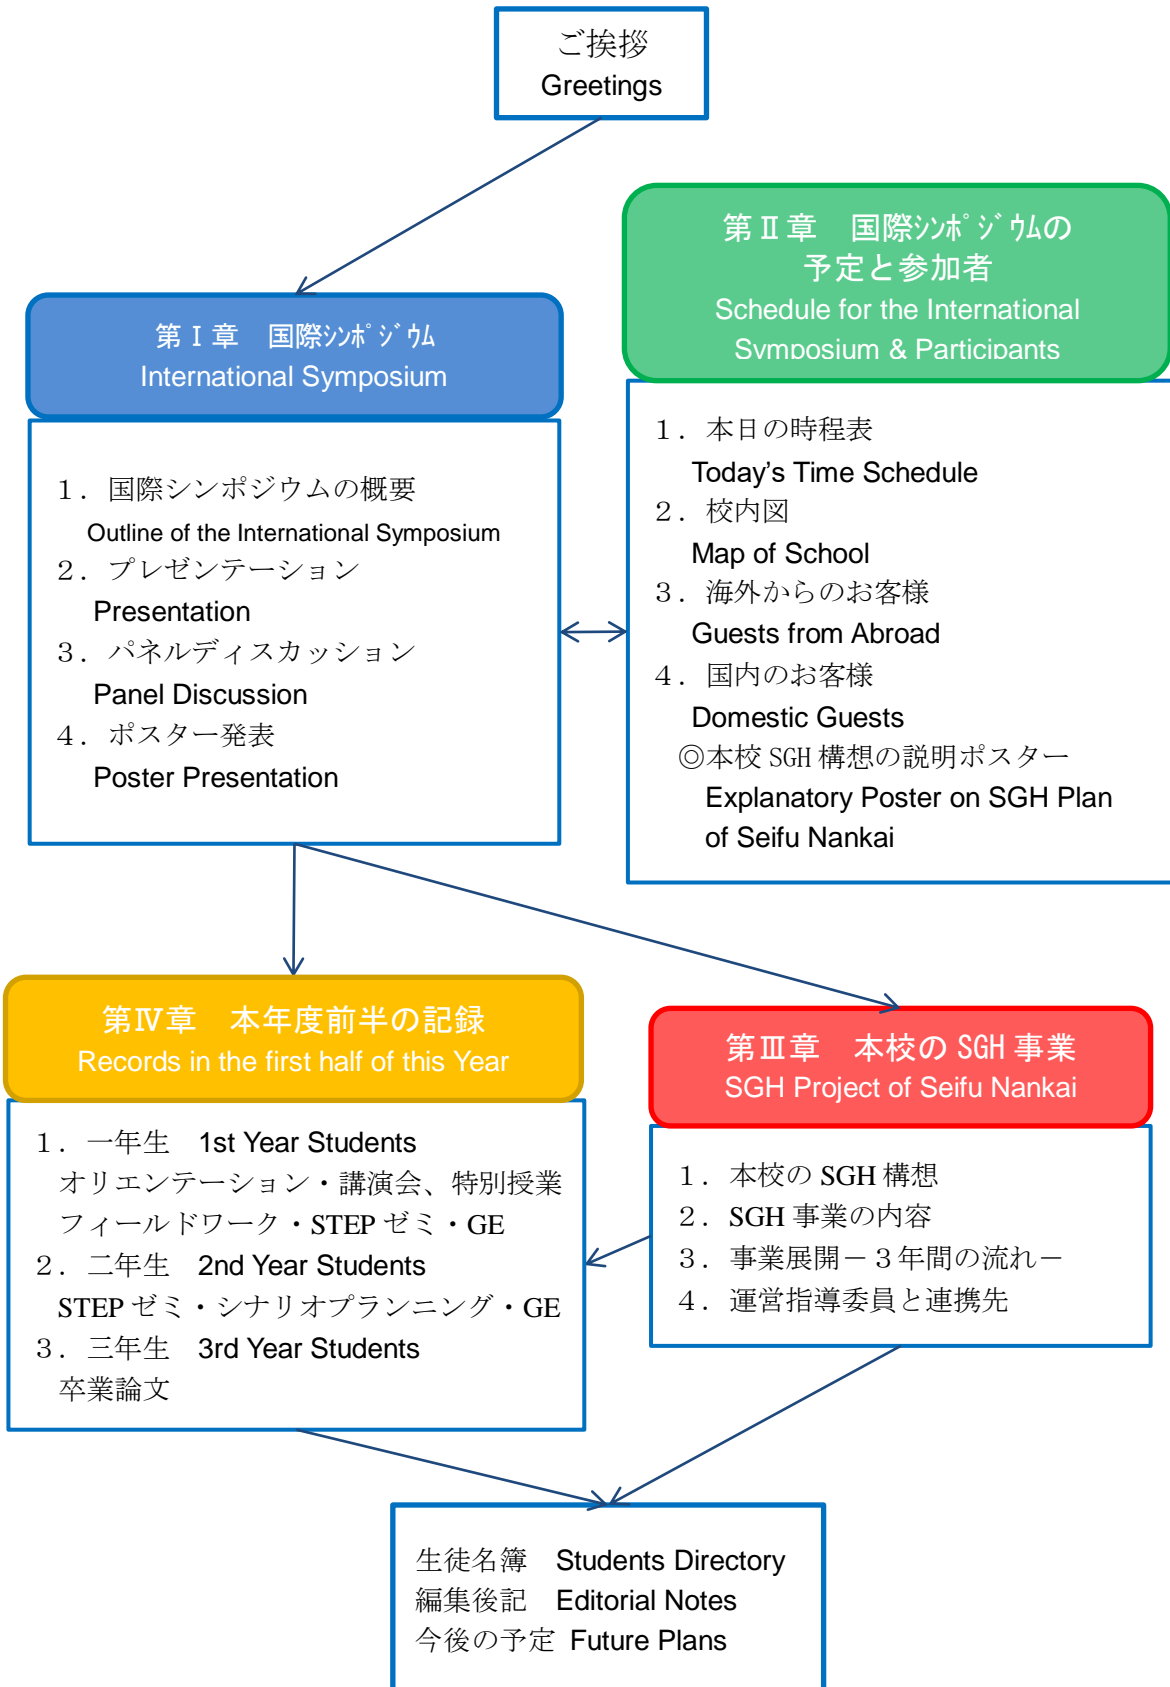 ご挨拶
Greetings
第Ⅰ章　国際ｼﾝﾎﾟｼﾞｳﾑ
International Symposium
１．国際シンポジウムの概要
Outline of the International Symposium
２．プレゼンテーション
Presentation
３．パネルディスカッション
Panel Discussion
４．ポスター発表
Poster Presentation
第Ⅱ章　国際ｼﾝﾎﾟｼﾞｳﾑの
予定と参加者
Schedule for the International
Symposium & Participants
１．本日の時程表
Today's Time Schedule
２．校内図
Map of School
３．海外からのお客様
Guests from Abroad
４．国内のお客様
Domestic Guests
◎本校 SGH 構想の説明ポスター
Explanatory Poster on SGH Plan
of Seifu Nankai
第Ⅳ章　本年度前半の記録
Records in the first half of this Year
１．一年生　1st Year Students
オリエンテーション・講演会、特別授業
フィールドワーク・STEP ゼミ・GE
２．二年生　2nd Year Students
STEP ゼミ・シナリオプランニング・GE
３．三年生　3rd Year Students
卒業論文
第Ⅲ章　本校の SGH 事業
SGH Project of Seifu Nankai
１．本校の SGH 構想
２．SGH 事業の内容
３．事業展開－３年間の流れ－
４．運営指導委員と連携先
生徒名簿　Students Directory
編集後記　Editorial Notes
今後の予定 Future Plans